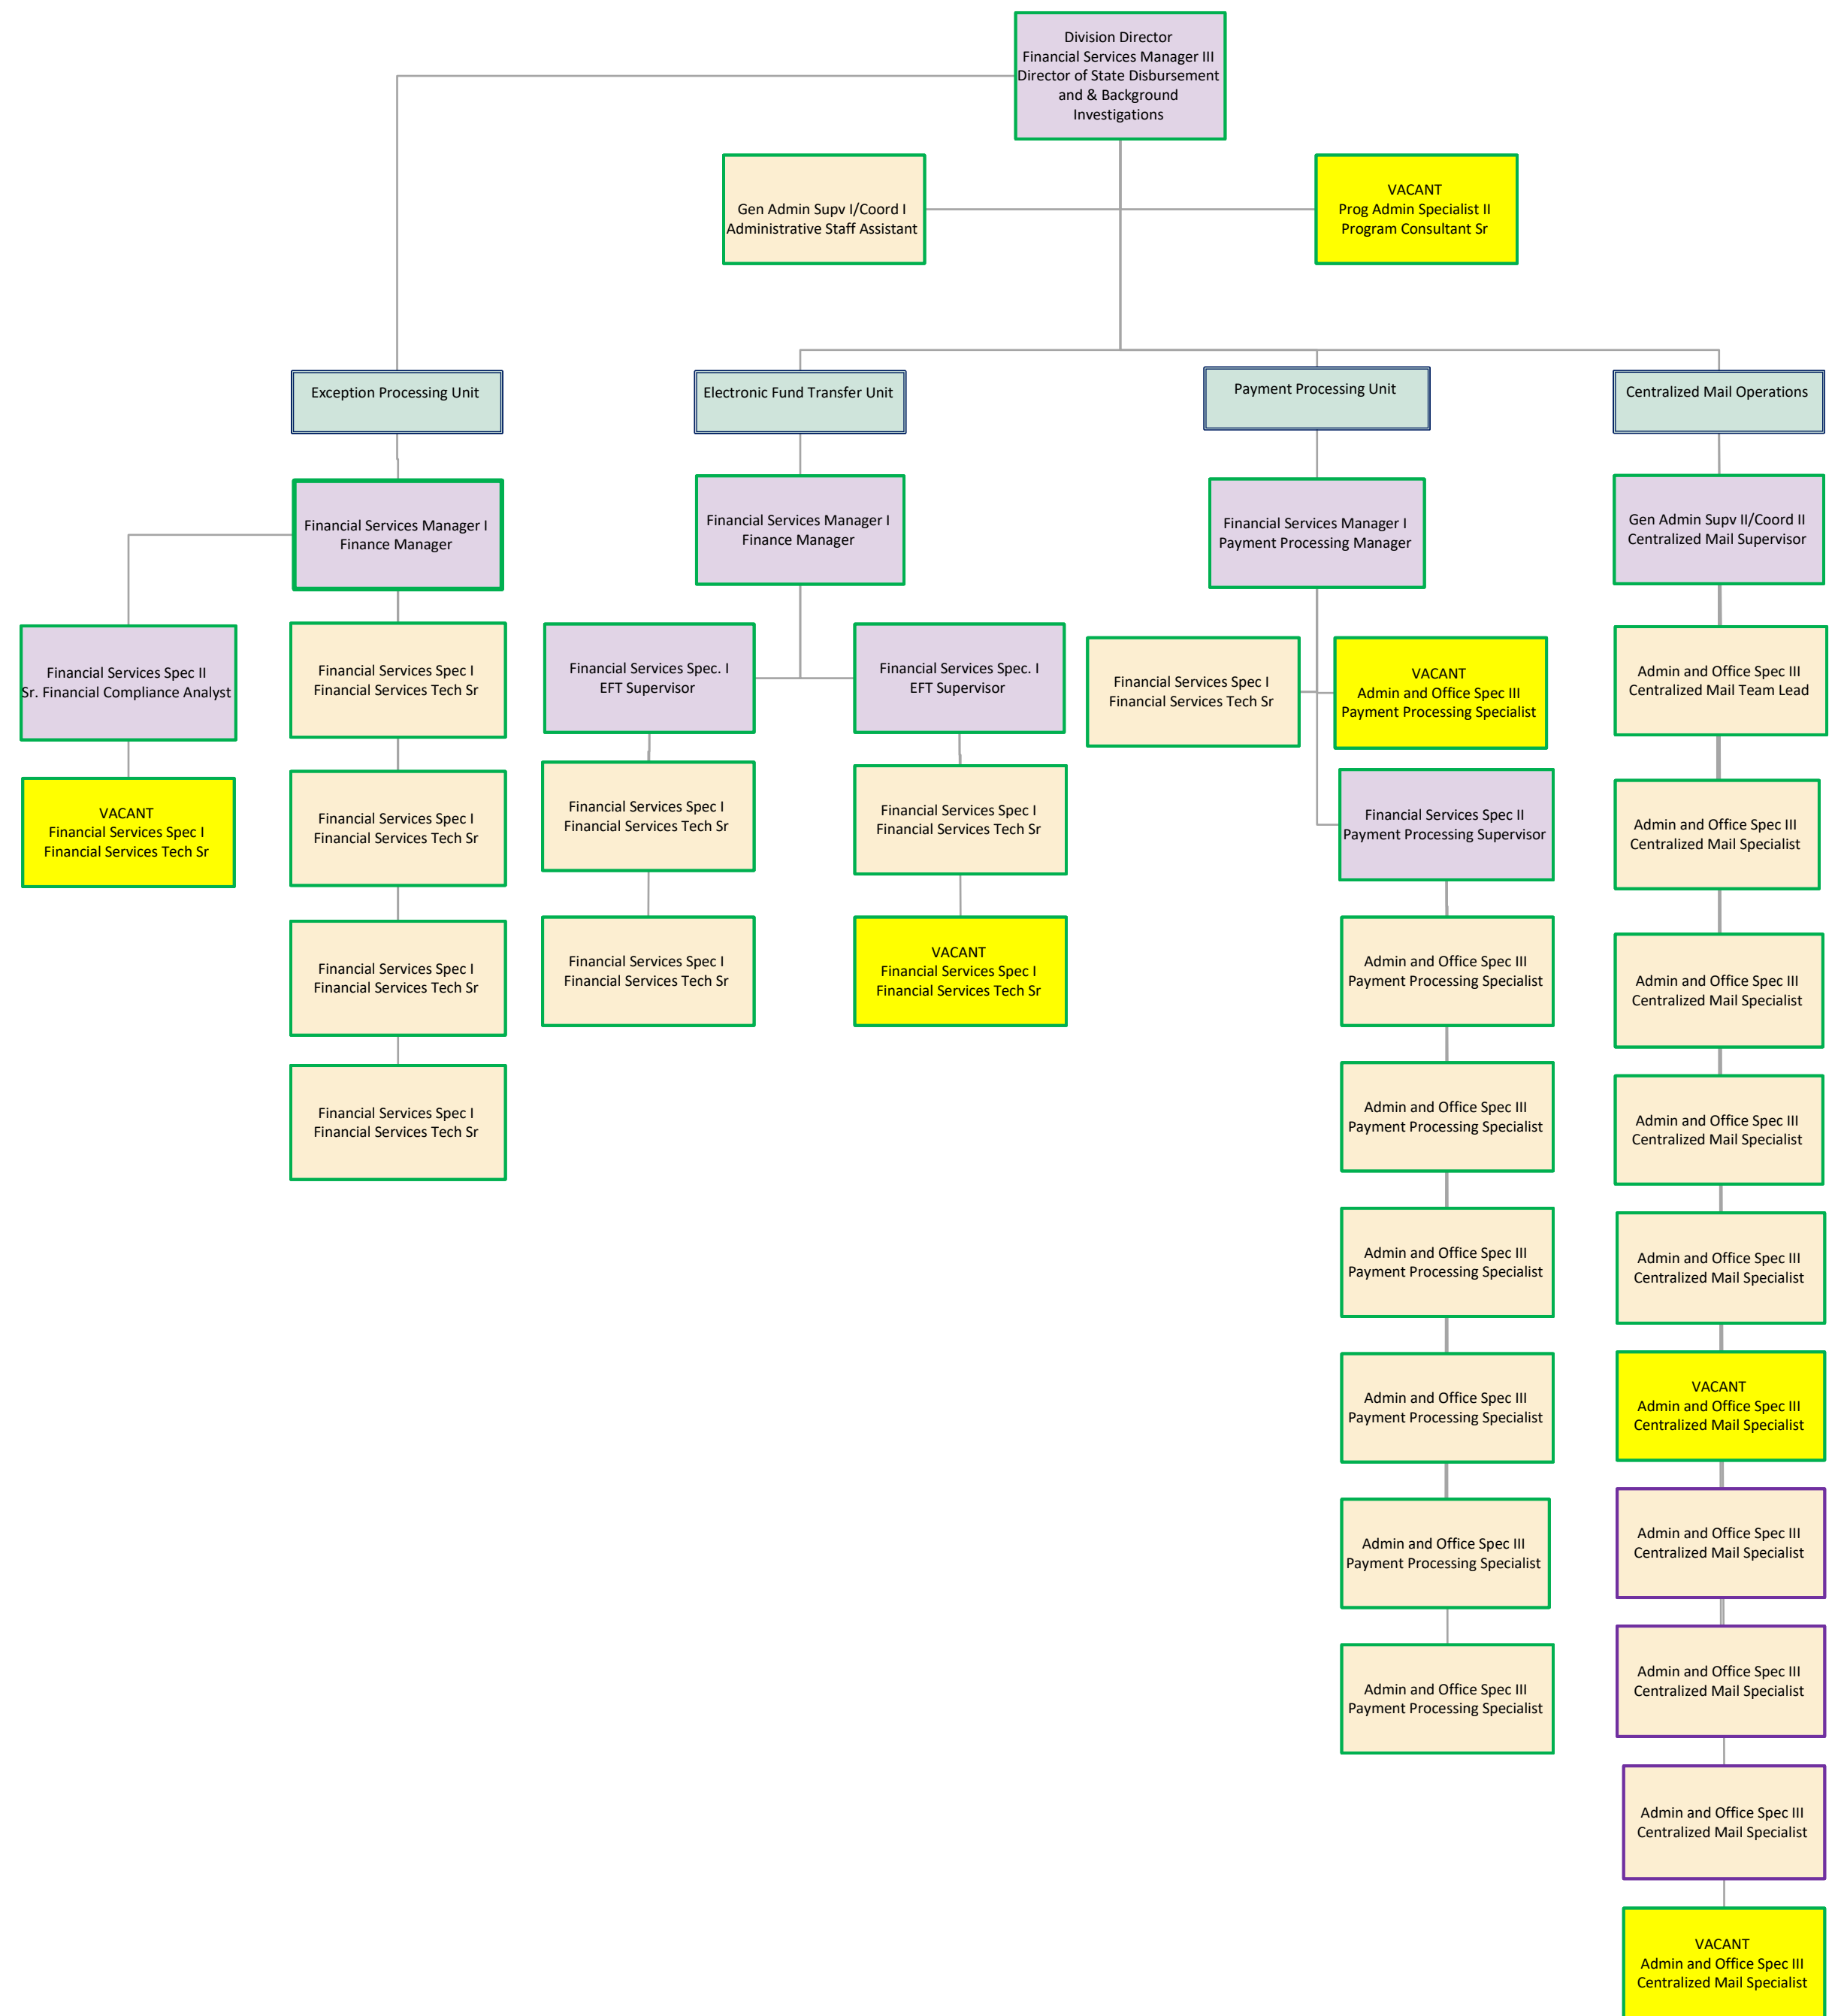 Division Director
Financial Services Manager III
Director of State Disbursement
and & Background
Investigations
Gen Admin Supv I/Coord I
Administrative Staff Assistant
VACANT
Prog Admin Specialist II
Program Consultant Sr
Exception Processing Unit
Electronic Fund Transfer Unit
Payment Processing Unit
Centralized Mail Operations
Financial Services Manager I
Finance Manager
Financial Services Spec II
Sr. Financial Compliance Analyst
VACANT
Financial Services Spec I
Financial Services Tech Sr
Financial Services Spec I
Financial Services Tech Sr
Financial Services Spec I
Financial Services Tech Sr
Financial Services Spec I
Financial Services Tech Sr
Financial Services Spec I
Financial Services Tech Sr
Financial Services Manager I
Finance Manager
Financial Services Spec. I
EFT Supervisor
Financial Services Spec I
Financial Services Tech Sr
Financial Services Spec I
Financial Services Tech Sr
Financial Services Spec. I
EFT Supervisor
Financial Services Spec I
Financial Services Tech Sr
VACANT
Financial Services Spec I
Financial Services Tech Sr
Financial Services Manager I
Payment Processing Manager
Financial Services Spec I
Financial Services Tech Sr
VACANT
Admin and Office Spec III
Payment Processing Specialist
Financial Services Spec II
Payment Processing Supervisor
Admin and Office Spec III
Payment Processing Specialist
Admin and Office Spec III
Payment Processing Specialist
Admin and Office Spec III
Payment Processing Specialist
Admin and Office Spec III
Payment Processing Specialist
Admin and Office Spec III
Payment Processing Specialist
Admin and Office Spec III
Payment Processing Specialist
Gen Admin Supv II/Coord II
Centralized Mail Supervisor
Admin and Office Spec III
Centralized Mail Team Lead
Admin and Office Spec III
Centralized Mail Specialist
Admin and Office Spec III
Centralized Mail Specialist
Admin and Office Spec III
Centralized Mail Specialist
Admin and Office Spec III
Centralized Mail Specialist
VACANT
Admin and Office Spec III
Centralized Mail Specialist
Admin and Office Spec III
Centralized Mail Specialist
Admin and Office Spec III
Centralized Mail Specialist
Admin and Office Spec III
Centralized Mail Specialist
VACANT
Admin and Office Spec III
Centralized Mail Specialist